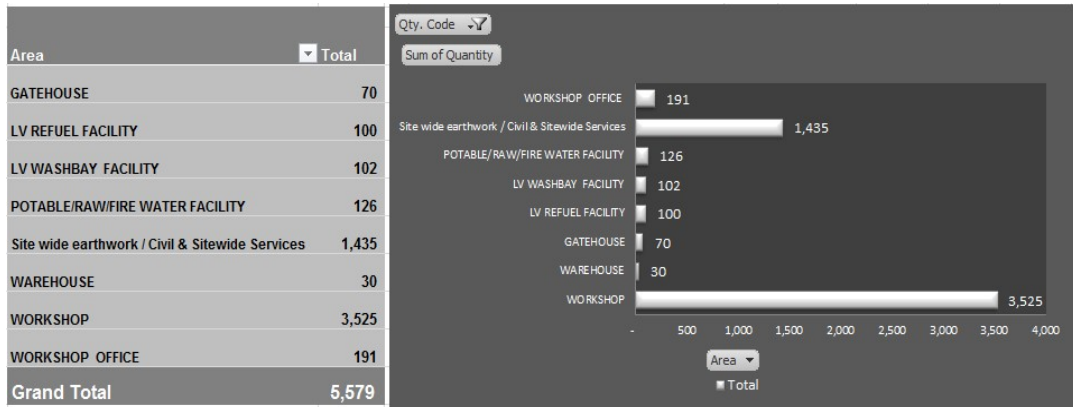 Area Total
GATEHOUSE 70
LV REFUEL FACILITY 100
LV WASHBAY FACILITY 102
POTABLE/RAW/FIRE WATER FACILITY 126
Site wide earthwork / Civil & Sitewide Services 1,435
WAREHOUSE 30
WORKSHOP 3,525
WORKSHOP OFFICE 191
Grand Total 5,579
Qty. Code
Sum of Quantity
WORKSHOP OFFICE 191
Site wide earthwork / Civil & Sitewide Services 1,435
POTABLE/RAW/FIRE WATER FACILITY 126
LV WASHBAY FACILITY 102
LV REFUEL FACILITY 100
GATEHOUSE 70
WAREHOUSE 30
WORKSHOP 3,525
- 500 1,000 1,500 2,000 2,500 3,000 3,500 4,000
Area
Total